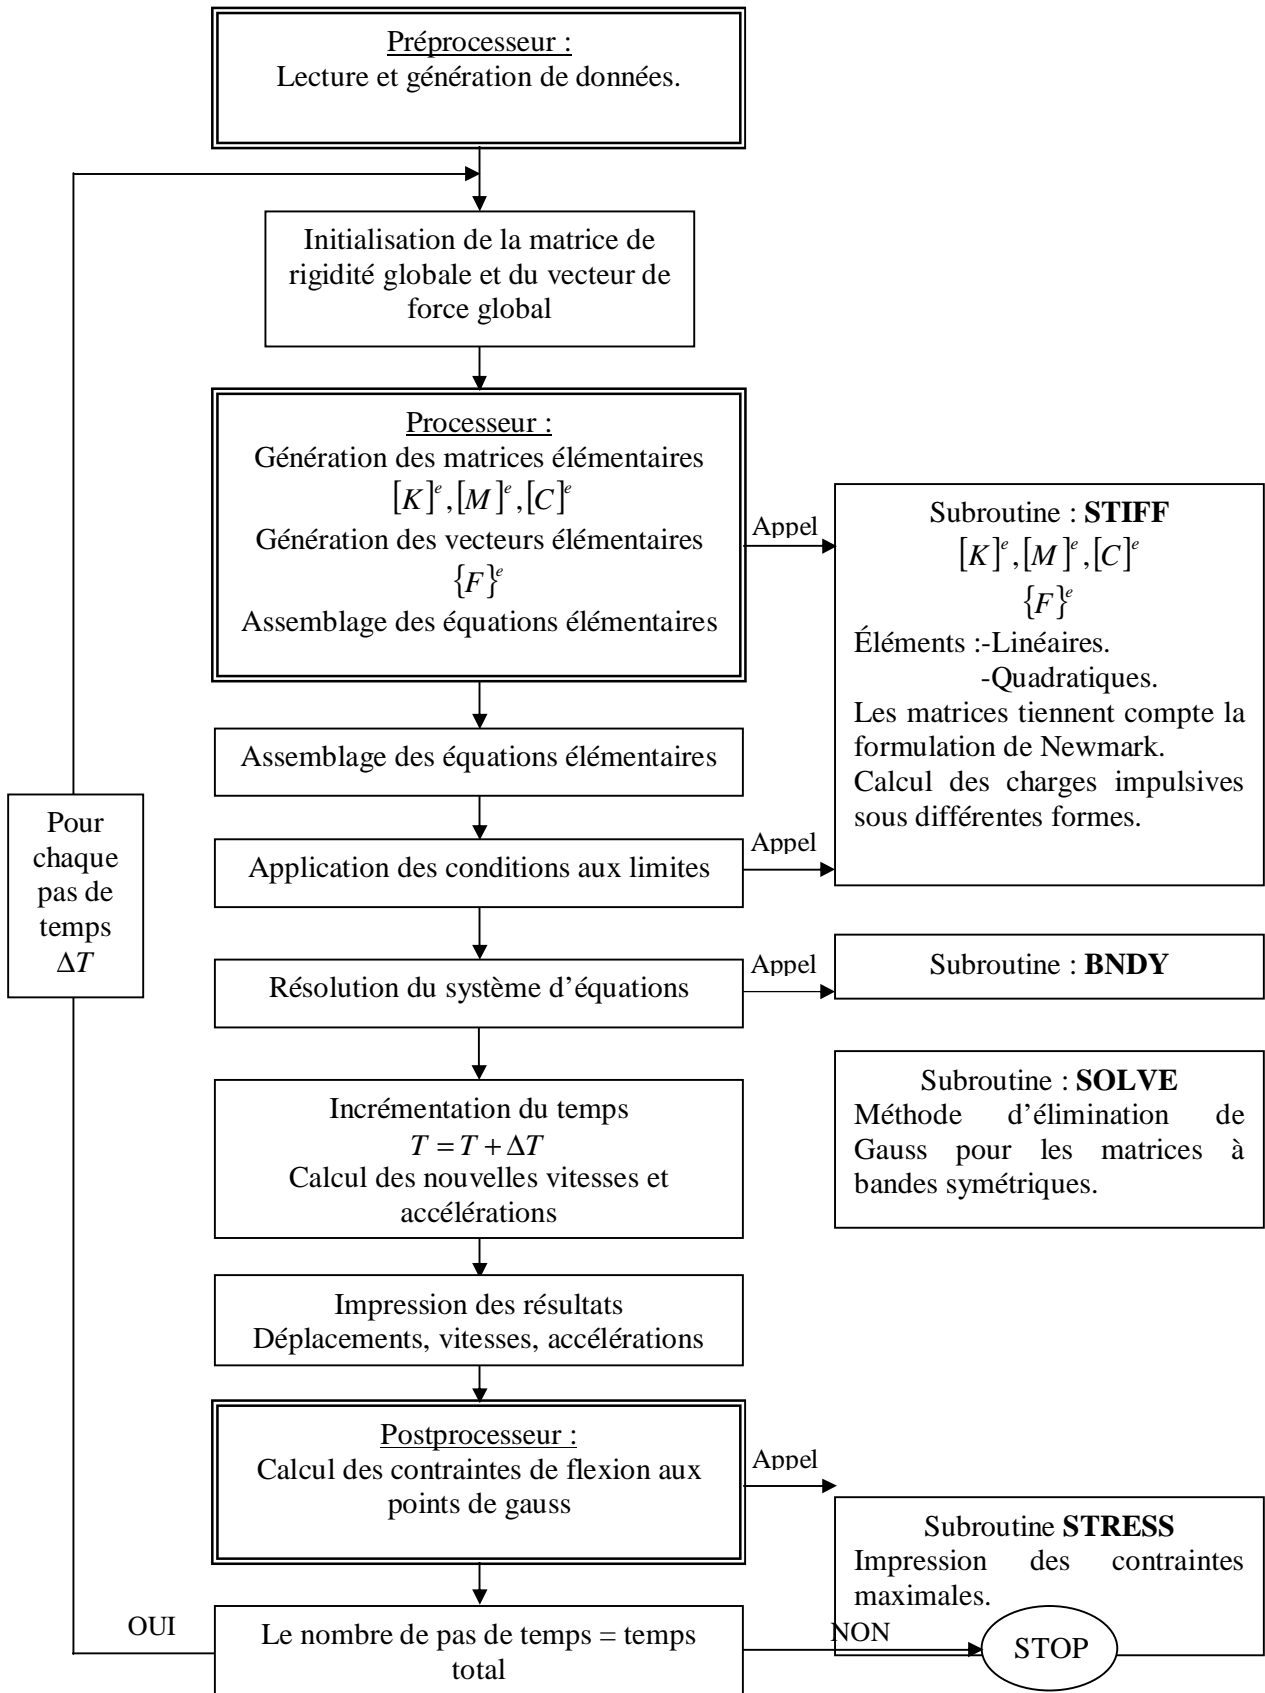 Préprocesseur :
Lecture et génération de données.
Initialisation de la matrice de
rigidité globale et du vecteur de
force global
Processeur :
Génération des matrices élémentaires
[K]^e, [M]^e, [C]^e
Génération des vecteurs élémentaires
{F}^e
Assemblage des équations élémentaires
Appel
Subroutine : STIFF
[K]^e, [M]^e, [C]^e
{F}^e
Éléments :-Linéaires.
-Quadratiques.
Les matrices tiennent compte la
formulation de Newmark.
Calcul des charges impulsives
sous différentes formes.
Assemblage des équations élémentaires
Pour
chaque
pas de
temps
ΔT
Application des conditions aux limites
Appel
Résolution du système d’équations
Appel
Subroutine : BNDY
Subroutine : SOLVE
Méthode d’élimination de
Gauss pour les matrices à
bandes symétriques.
Incrémentation du temps
T = T + ΔT
Calcul des nouvelles vitesses et
accélérations
Impression des résultats
Déplacements, vitesses, accélérations
Postprocesseur :
Calcul des contraintes de flexion aux
points de gauss
Appel
Subroutine STRESS
Impression des contraintes
maximales.
OUI
Le nombre de pas de temps = temps
total
NON
STOP